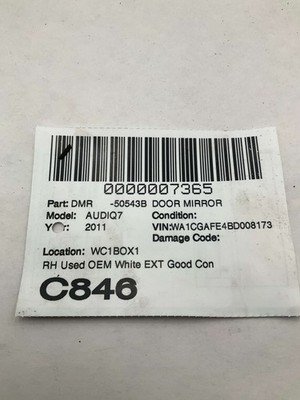 0000007365
Part: DMR -50543B DOOR MIRROR
Model: AUDIQ7 Condition:
Year: 2011 VIN:WA1CGAFE4BD008173
Damage Code:
Location: WC1BOX1
RH Used OEM White EXT Good Con
C846